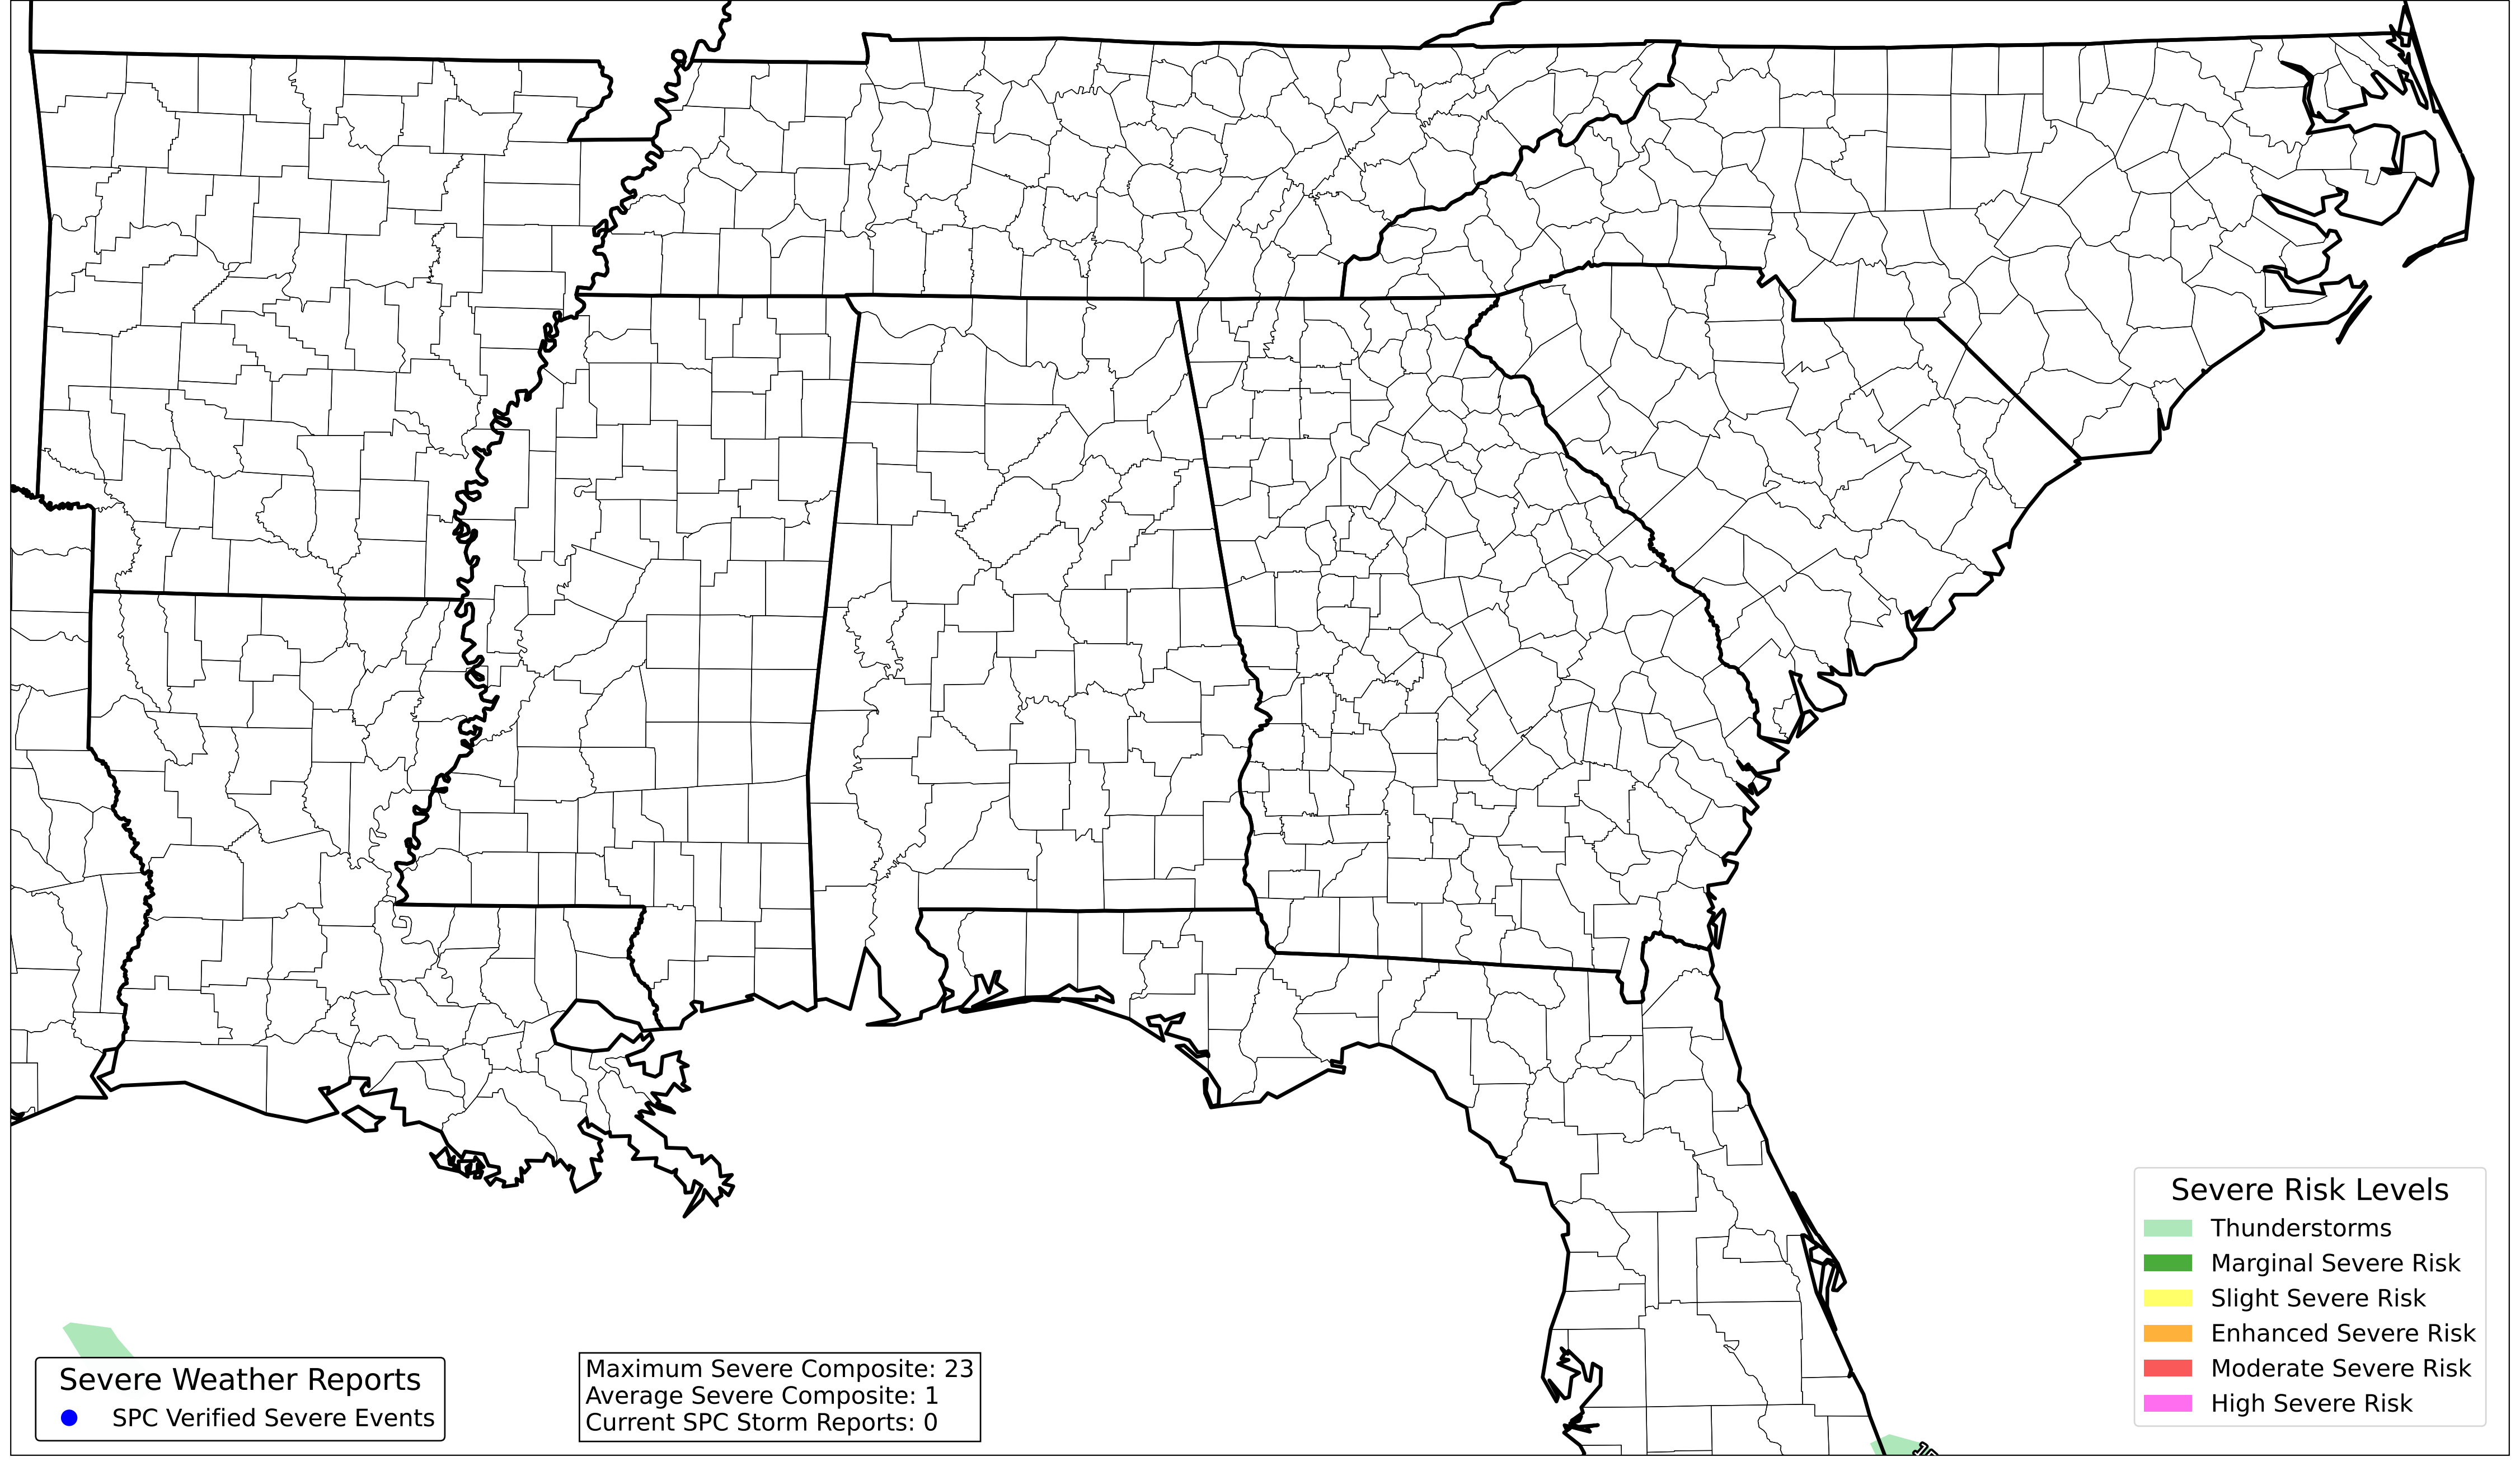 Severe Risk Levels
Thunderstorms
Marginal Severe Risk
Slight Severe Risk
Enhanced Severe Risk
Moderate Severe Risk
High Severe Risk
Severe Weather Reports
SPC Verified Severe Events
Maximum Severe Composite: 23
Average Severe Composite: 1
Current SPC Storm Reports: 0